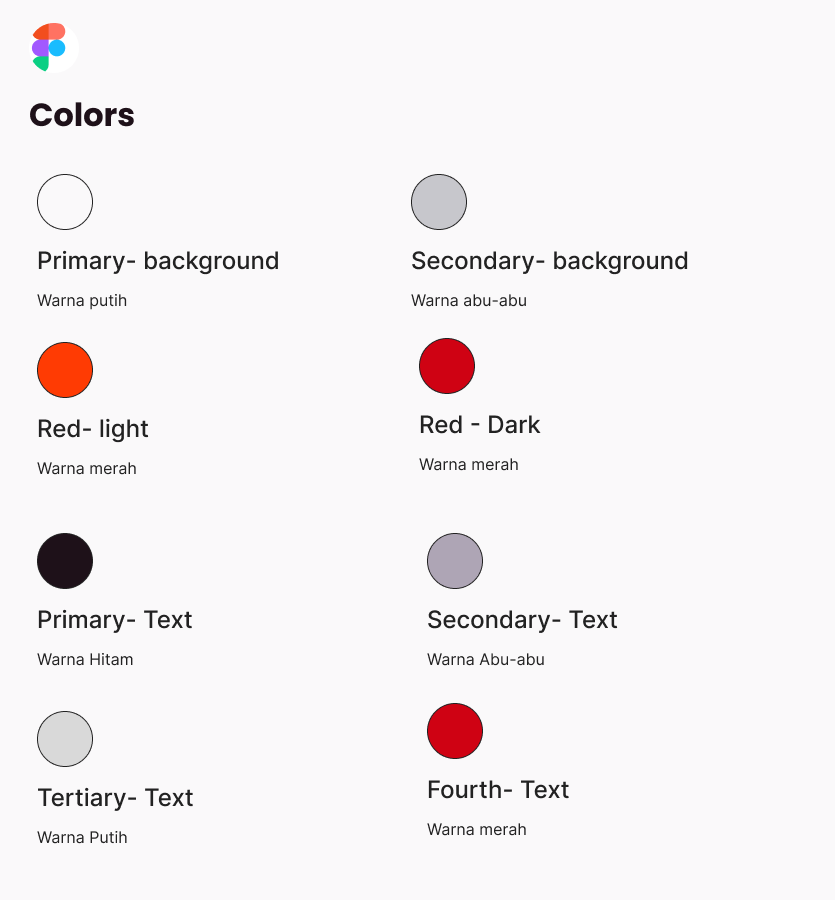 Colors
Primary- background
Warna putih
Secondary- background
Warna abu-abu
Red- light
Warna merah
Red - Dark
Warna merah
Primary- Text
Warna Hitam
Secondary- Text
Warna Abu-abu
Tertiary- Text
Warna Putih
Fourth- Text
Warna merah